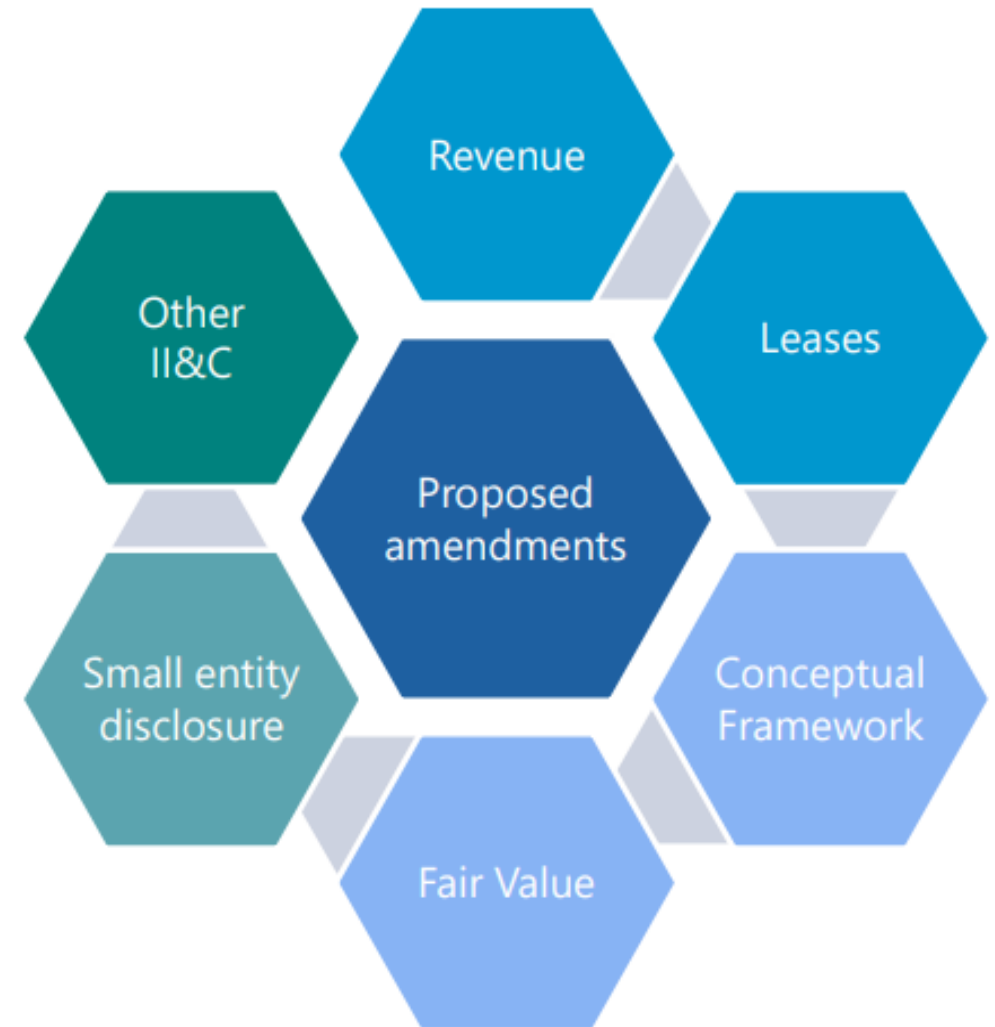 Revenue
Leases
Conceptual
Framework
Fair Value
Small entity
disclosure
Other
II&C
Proposed
amendments